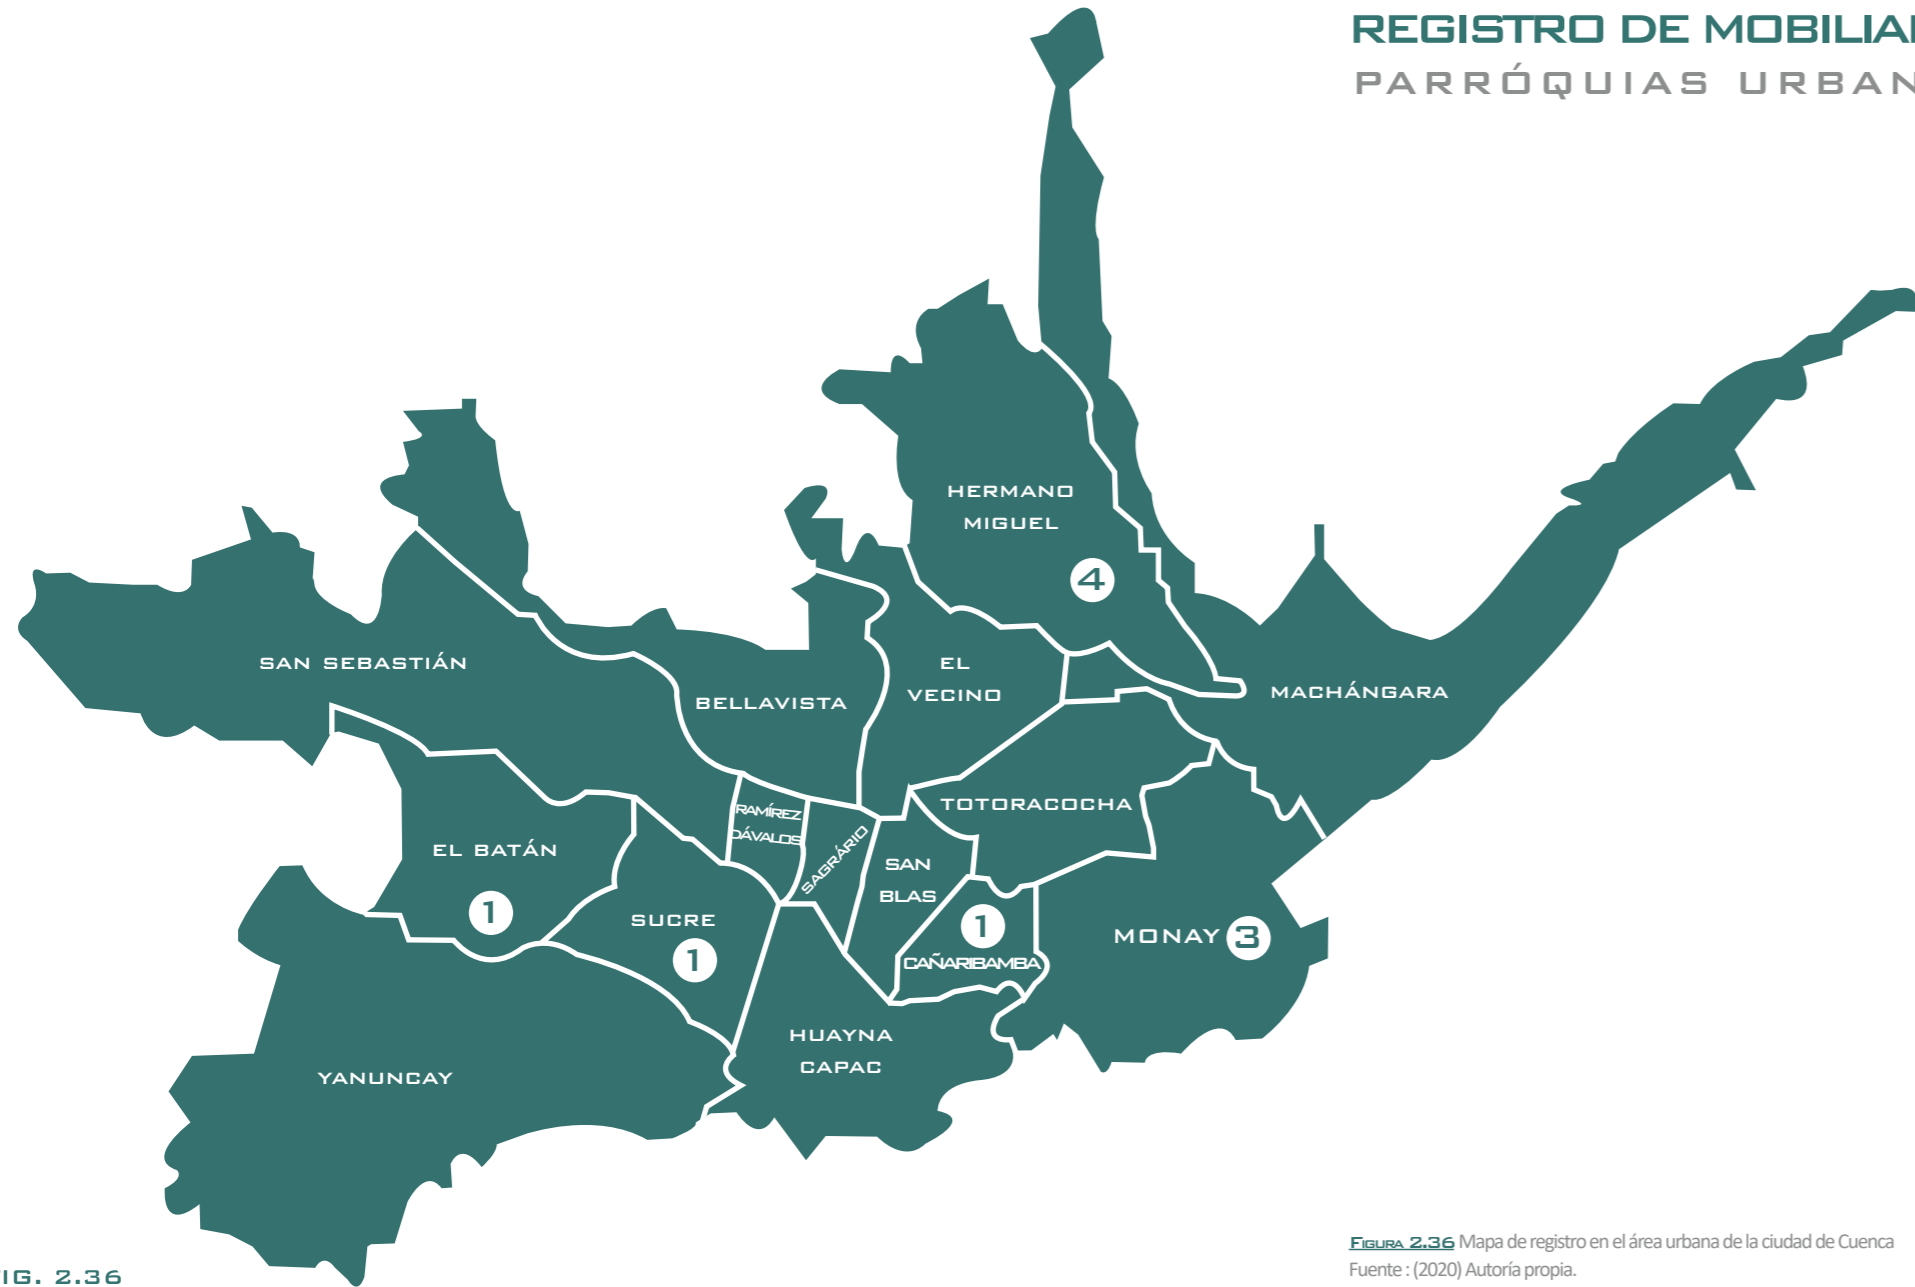 REGISTRO DE MOBILIA
PARRÓQUIAS URBAN
HERMANO
MIGUEL
4
SAN SEBASTIÁN
EL
VECINO
BELLAVISTA
MACHÁNGARA
RAMÍREZ
DÁVALOS
SAGRÁRIO
TOTORACOCHA
EL BATÁN
1
SAN
BLAS
SUCRE
1
1
CAÑARIBAMBA
MONAY 3
HUAYNA
CAPAC
YANUNCAY
FIGURA 2.36 Mapa de registro en el área urbana de la ciudad de Cuenca
Fuente : (2020) Autoría propia.
IG. 2.36